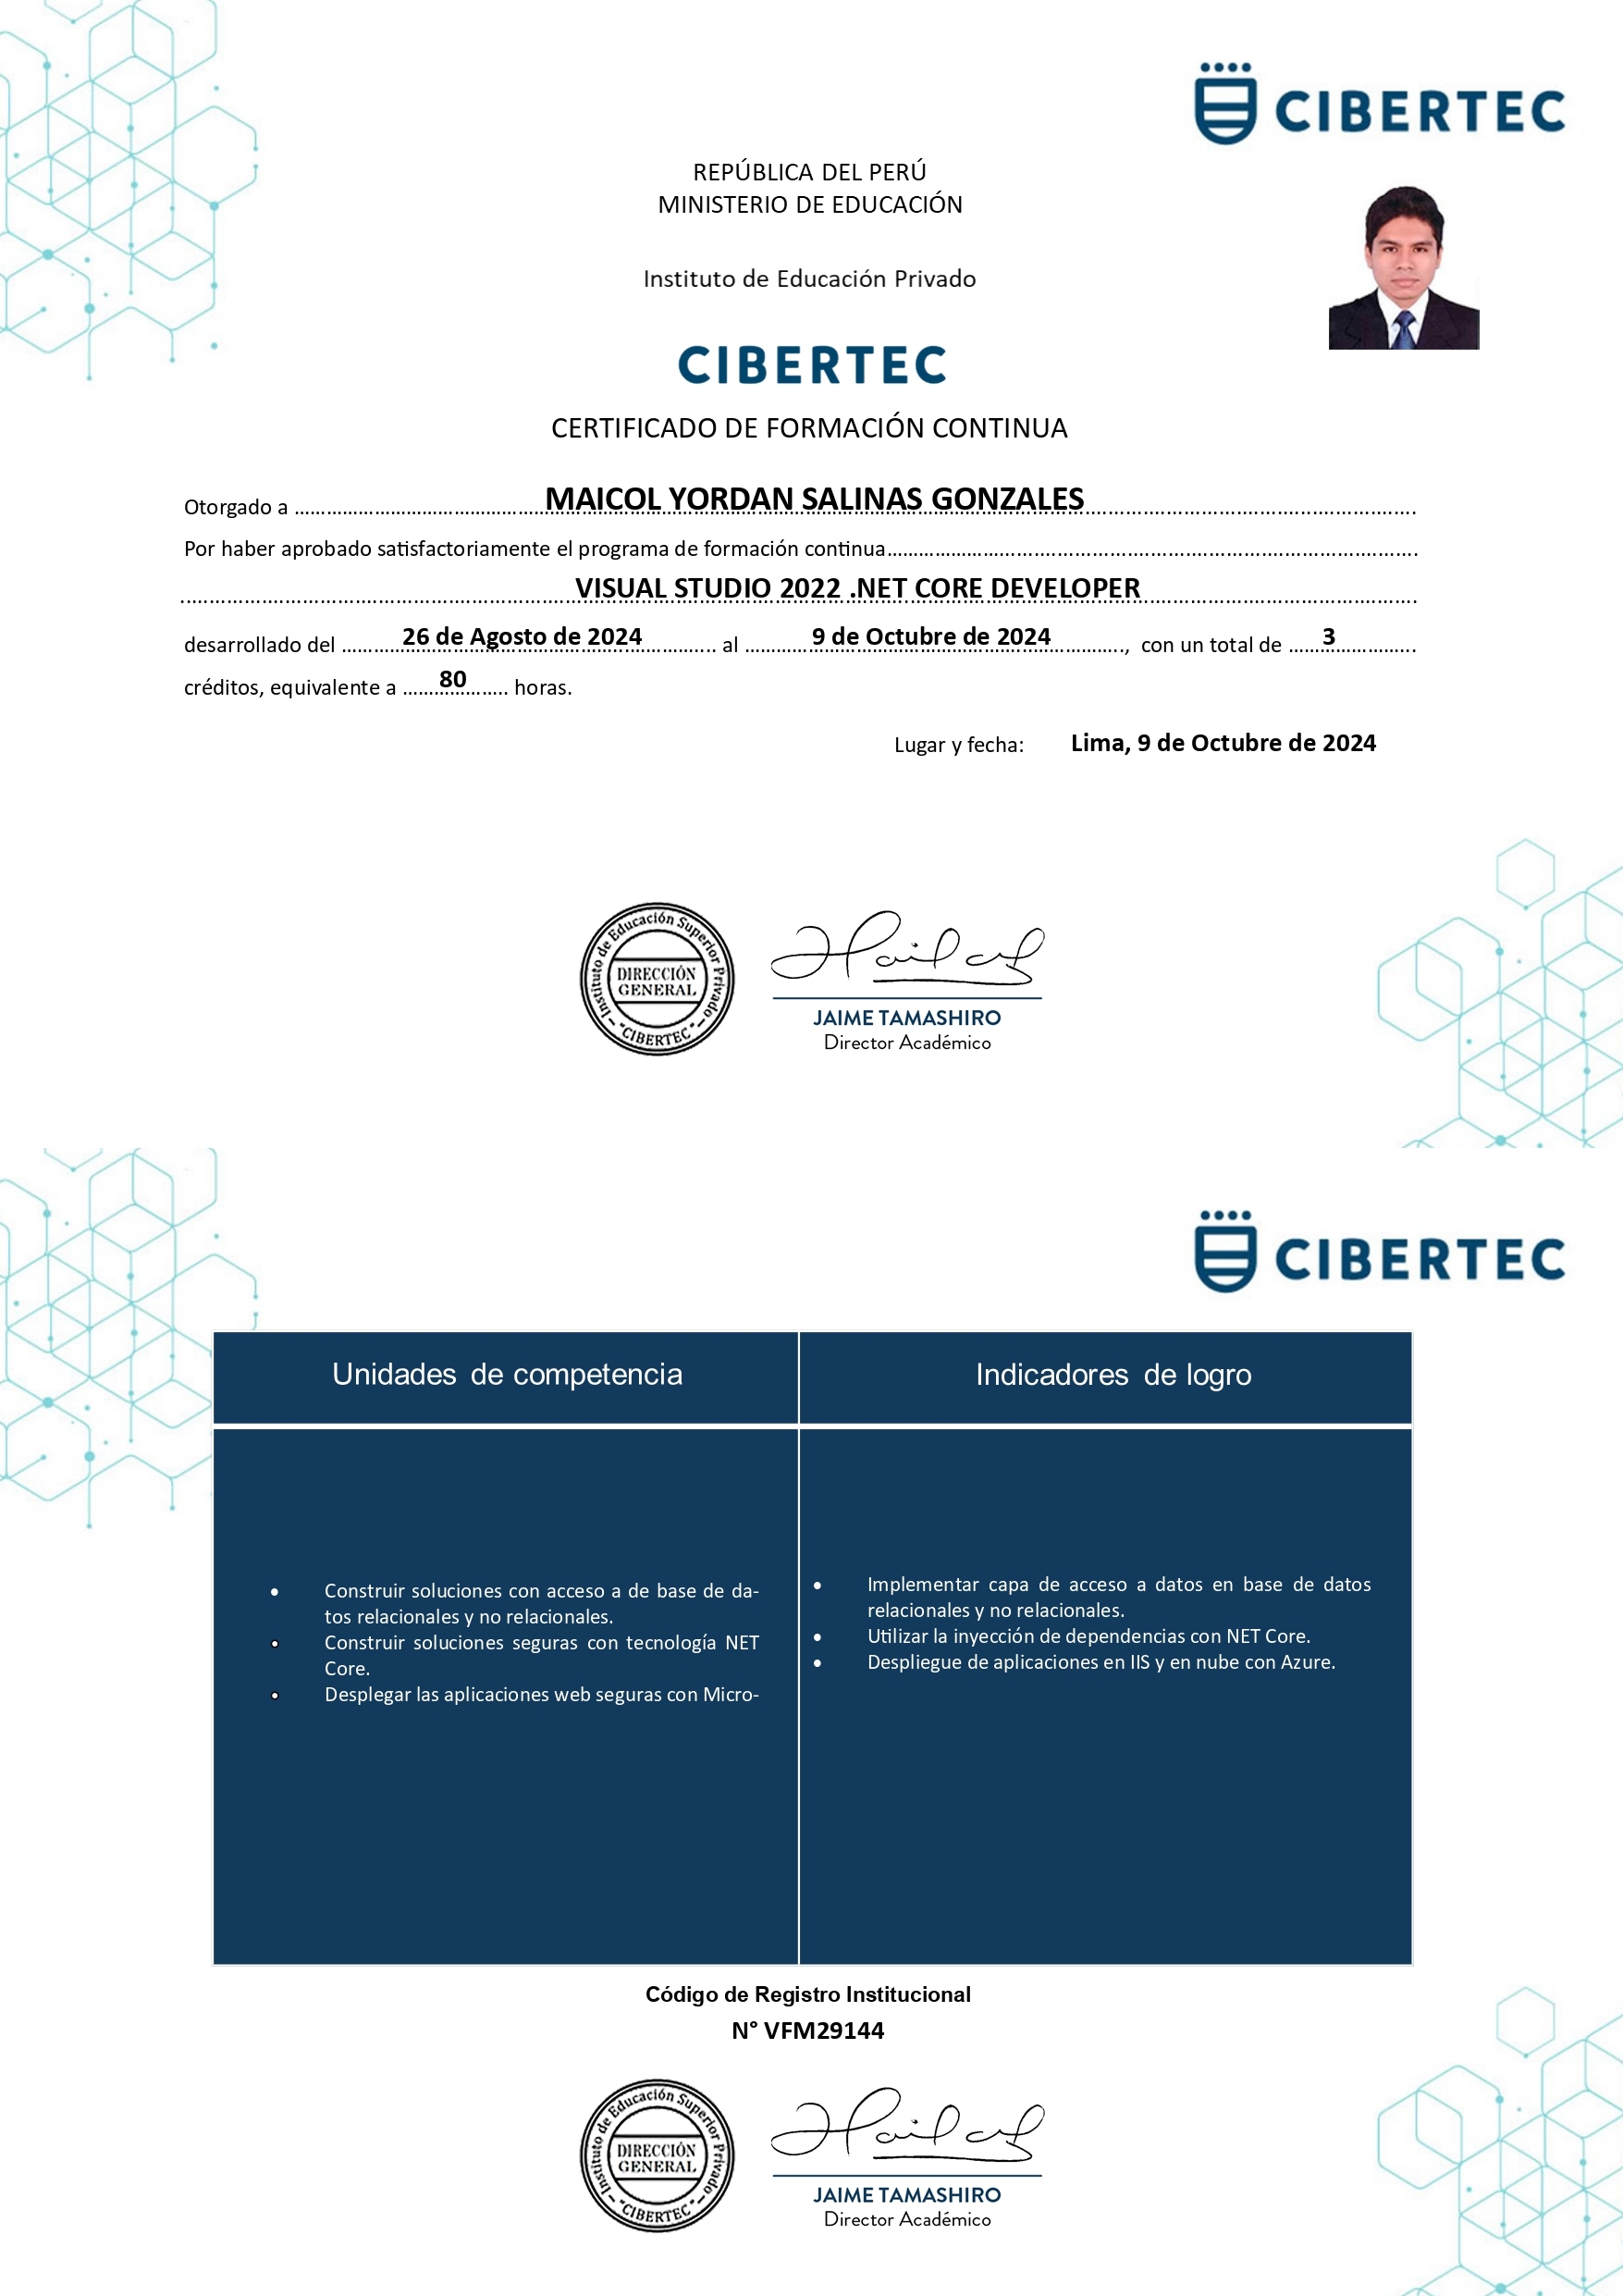 CIBERTEC
REPÚBLICA DEL PERÚ
MINISTERIO DE EDUCACIÓN
Instituto de Educación Privado
CIBERTEC
CERTIFICADO DE FORMACIÓN CONTINUA
Otorgado a ........................ MAICOL YORDAN SALINAS GONZALES ........................
Por haber aprobado satisfactoriamente el programa de formación continua........................
........................ VISUAL STUDIO 2022 .NET CORE DEVELOPER ........................
desarrollado del ............ 26 de Agosto de 2024 ............ al ............ 9 de Octubre de 2024 ............, con un total de ...... 3 ......
créditos, equivalente a ...... 80 ...... horas.
Lugar y fecha: Lima, 9 de Octubre de 2024
Instituto de Educación Superior Privado
DIRECCIÓN
GENERAL
"CIBERTEC"
JAIME TAMASHIRO
Director Académico
CIBERTEC
Unidades de competencia
Indicadores de logro
• Construir soluciones con acceso a de base de da-
tos relacionales y no relacionales.
• Construir soluciones seguras con tecnología NET
Core.
• Desplegar las aplicaciones web seguras con Micro-
• Implementar capa de acceso a datos en base de datos
relacionales y no relacionales.
• Utilizar la inyección de dependencias con NET Core.
• Despliegue de aplicaciones en IIS y en nube con Azure.
Código de Registro Institucional
N° VFM29144
Instituto de Educación Superior Privado
DIRECCIÓN
GENERAL
"CIBERTEC"
JAIME TAMASHIRO
Director Académico